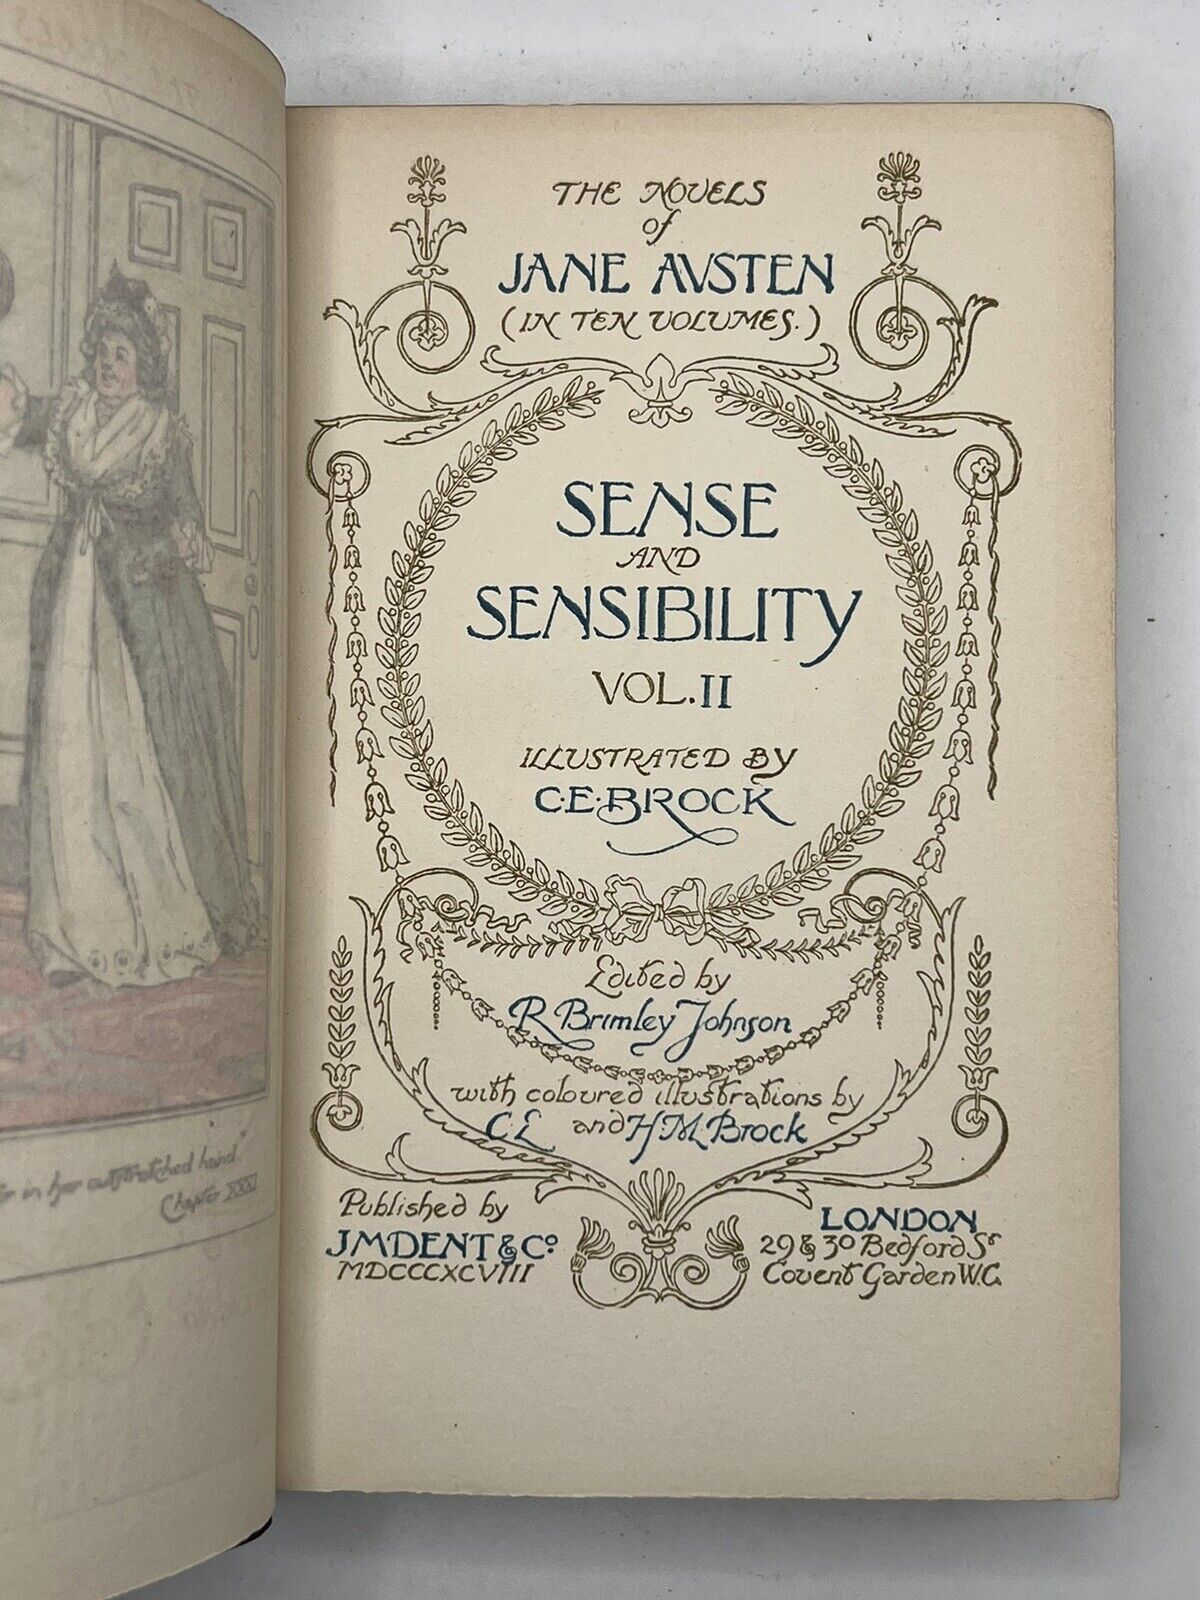 in her outstretched hand"
Chapter XXXI
THE NOVELS
of
JANE AVSTEN
(IN TEN VOLUMES.)
SENSE
AND
SENSIBILITY
VOL. II
ILLUSTRATED BY
C·E·BROCK
Edited by
R Brimley Johnson
with coloured illustrations by
C.E. and H·M·Brock
Published by
J M DENT & Co.
MDCCCXCVIII
LONDON
29 & 30 Bedford St
Covent Garden W.C.